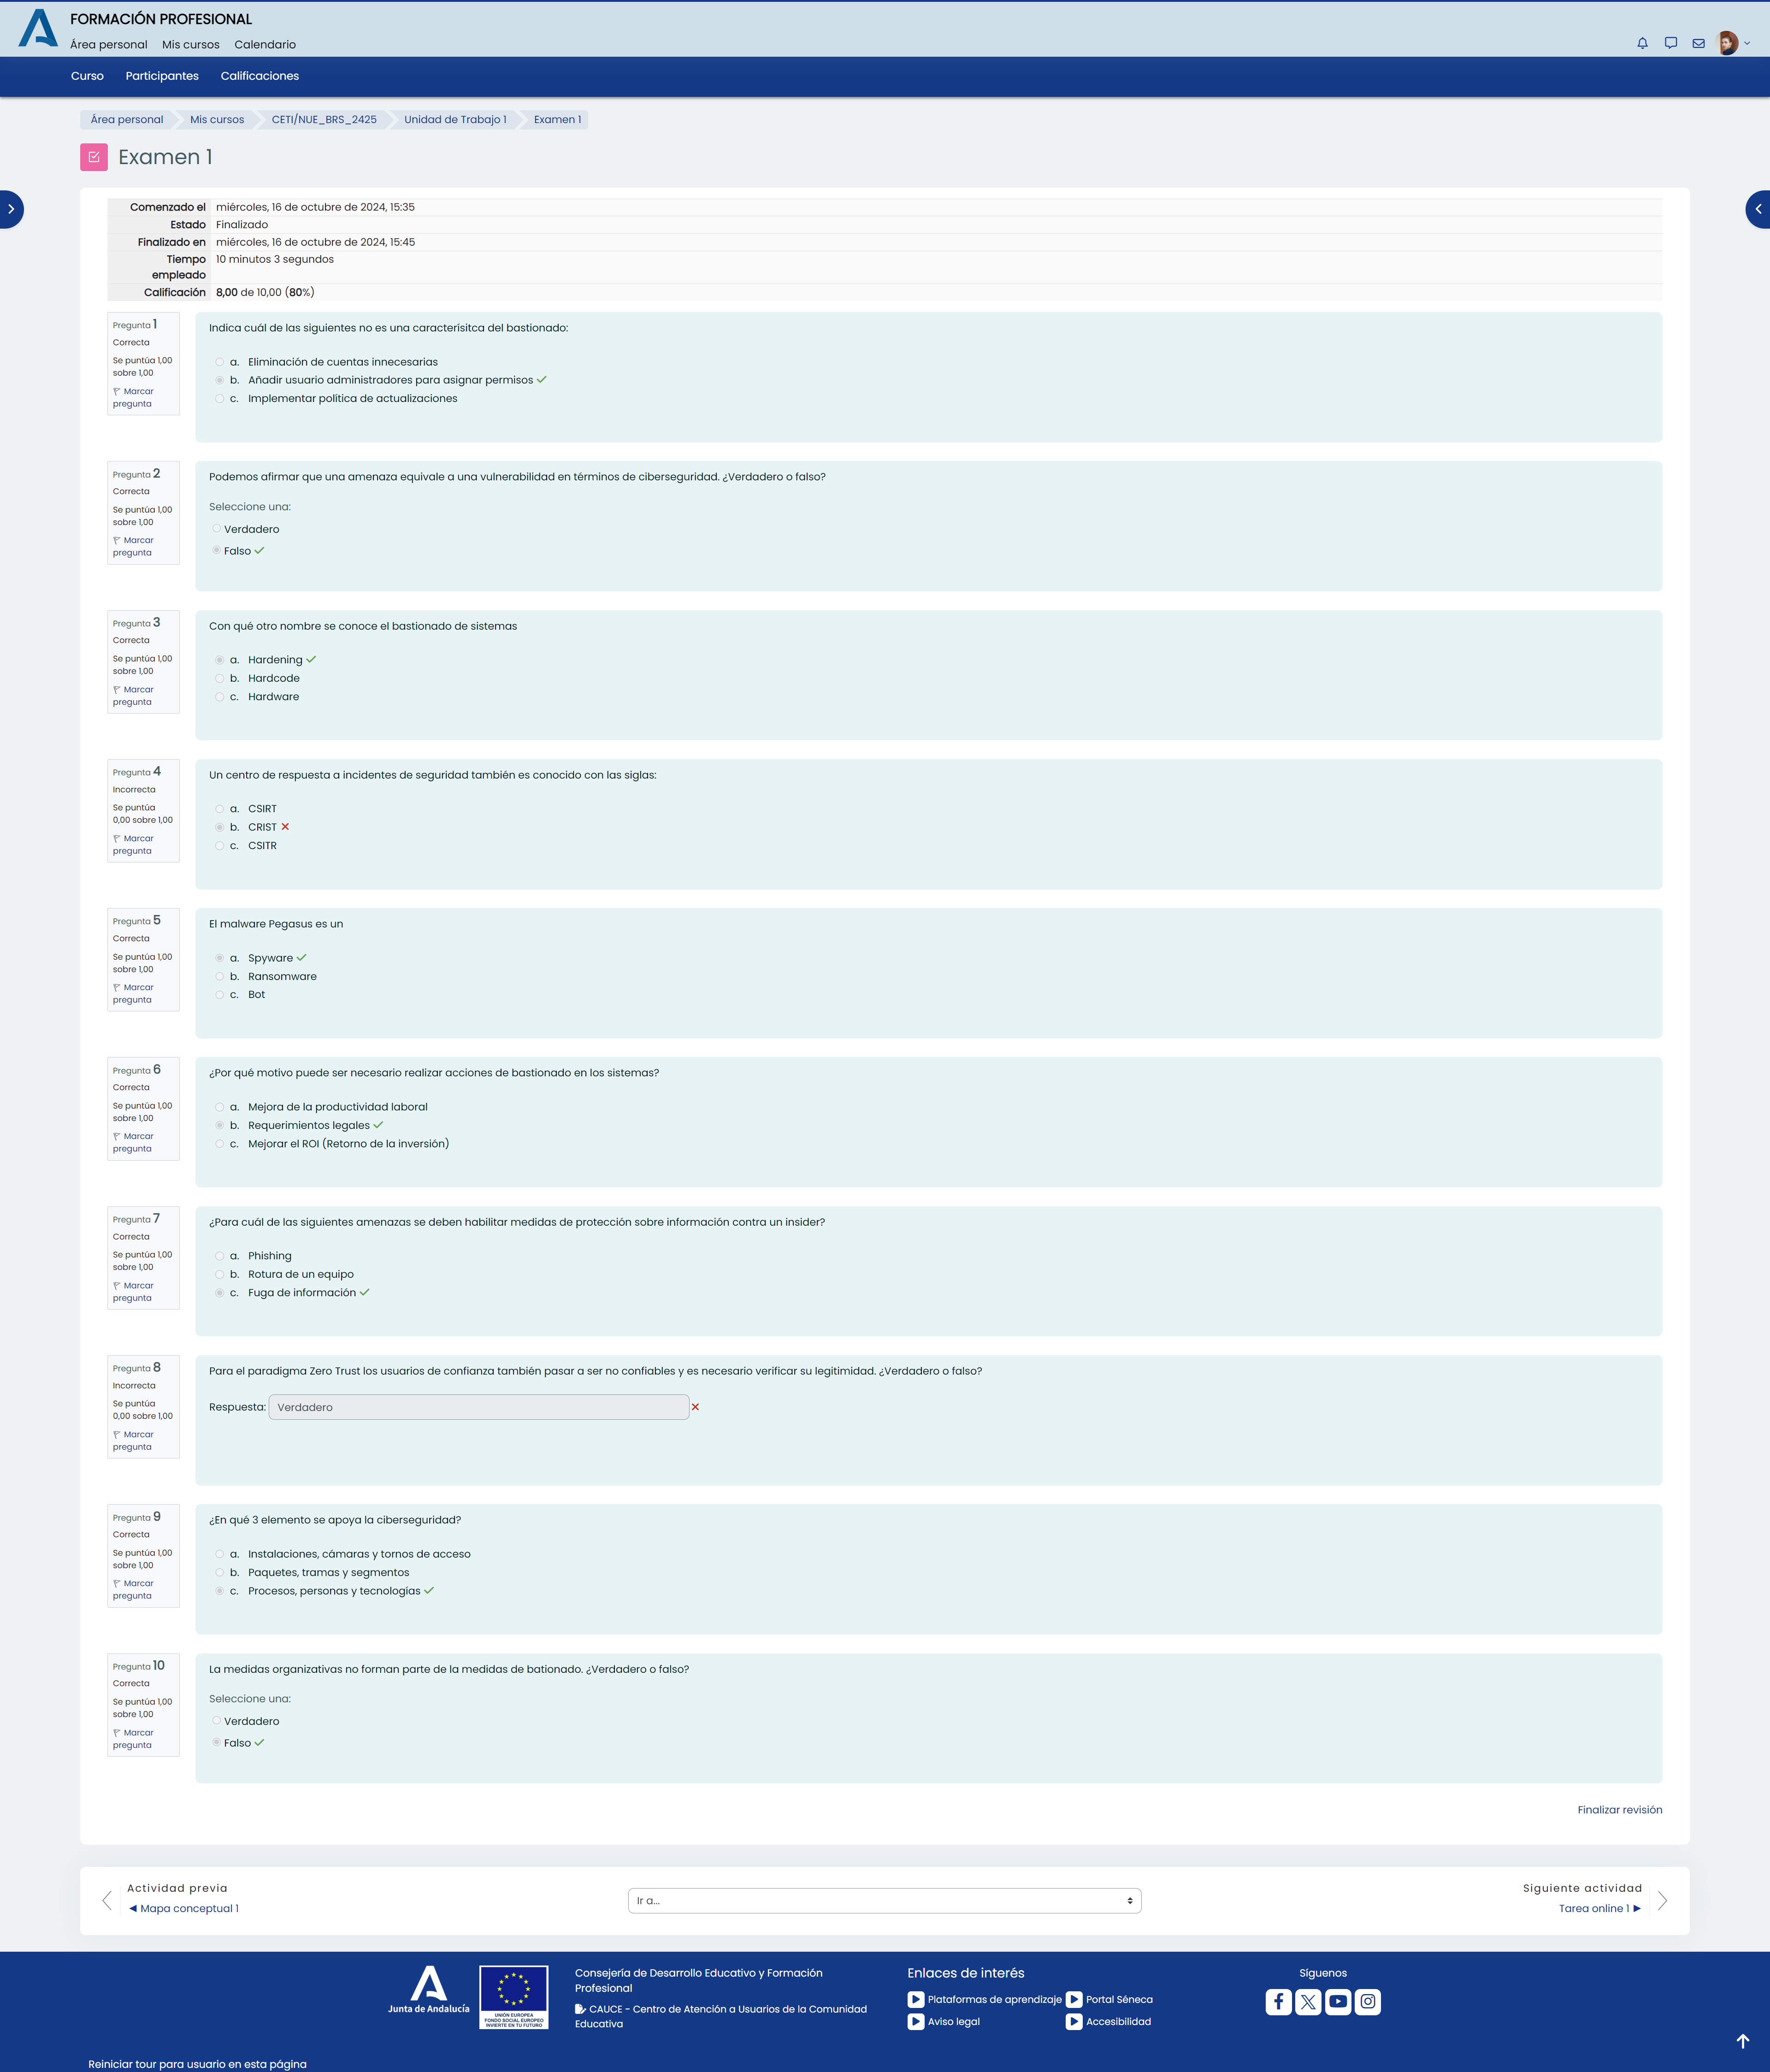 FORMACIÓN PROFESIONAL
Área personal Mis cursos Calendario
Curso Participantes Calificaciones
Área personal Mis cursos CETI/NUE_BRS_2425 Unidad de Trabajo 1 Examen 1
Examen 1
Comenzado el miércoles, 16 de octubre de 2024, 15:35
Estado Finalizado
Finalizado en miércoles, 16 de octubre de 2024, 15:45
Tiempo empleado 10 minutos 3 segundos
Calificación 8,00 de 10,00 (80%)
Pregunta 1
Correcta
Se puntúa 1,00
sobre 1,00
Marcar
pregunta
Indica cuál de las siguientes no es una caracterísitca del bastionado:
a. Eliminación de cuentas innecesarias
b. Añadir usuario administradores para asignar permisos
c. Implementar política de actualizaciones
Pregunta 2
Correcta
Se puntúa 1,00
sobre 1,00
Marcar
pregunta
Podemos afirmar que una amenaza equivale a una vulnerabilidad en términos de ciberseguridad. ¿Verdadero o falso?
Seleccione una:
Verdadero
Falso
Pregunta 3
Correcta
Se puntúa 1,00
sobre 1,00
Marcar
pregunta
Con qué otro nombre se conoce el bastionado de sistemas
a. Hardening
b. Hardcode
c. Hardware
Pregunta 4
Incorrecta
Se puntúa
0,00 sobre 1,00
Marcar
pregunta
Un centro de respuesta a incidentes de seguridad también es conocido con las siglas:
a. CSIRT
b. CRIST
c. CSITR
Pregunta 5
Correcta
Se puntúa 1,00
sobre 1,00
Marcar
pregunta
El malware Pegasus es un
a. Spyware
b. Ransomware
c. Bot
Pregunta 6
Correcta
Se puntúa 1,00
sobre 1,00
Marcar
pregunta
¿Por qué motivo puede ser necesario realizar acciones de bastionado en los sistemas?
a. Mejora de la productividad laboral
b. Requerimientos legales
c. Mejorar el ROI (Retorno de la inversión)
Pregunta 7
Correcta
Se puntúa 1,00
sobre 1,00
Marcar
pregunta
¿Para cuál de las siguientes amenazas se deben habilitar medidas de protección sobre información contra un insider?
a. Phishing
b. Rotura de un equipo
c. Fuga de información
Pregunta 8
Incorrecta
Se puntúa
0,00 sobre 1,00
Marcar
pregunta
Para el paradigma Zero Trust los usuarios de confianza también pasar a ser no confiables y es necesario verificar su legitimidad. ¿Verdadero o falso?
Respuesta: Verdadero
Pregunta 9
Correcta
Se puntúa 1,00
sobre 1,00
Marcar
pregunta
¿En qué 3 elemento se apoya la ciberseguridad?
a. Instalaciones, cámaras y tornos de acceso
b. Paquetes, tramas y segmentos
c. Procesos, personas y tecnologías
Pregunta 10
Correcta
Se puntúa 1,00
sobre 1,00
Marcar
pregunta
La medidas organizativas no forman parte de la medidas de bationado. ¿Verdadero o falso?
Seleccione una:
Verdadero
Falso
Finalizar revisión
Actividad previa
◄ Mapa conceptual 1
Ir a...
Siguiente actividad
Tarea online 1 ►
Junta de Andalucía
UNIÓN EUROPEA
FONDO SOCIAL EUROPEO
INVIERTE EN TU FUTURO
Consejería de Desarrollo Educativo y Formación
Profesional
CAUCE - Centro de Atención a Usuarios de la Comunidad
Educativa
Enlaces de interés
Plataformas de aprendizaje Portal Séneca
Aviso legal Accesibilidad
Síguenos
Reiniciar tour para usuario en esta página